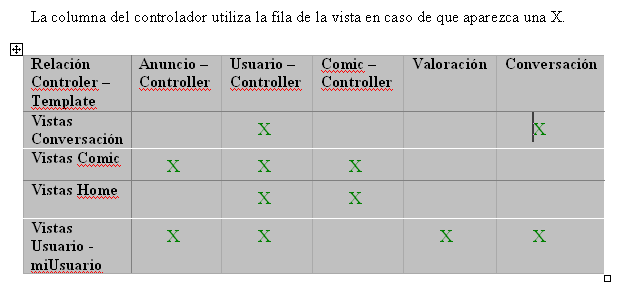 La columna del controlador utiliza la fila de la vista en caso de que aparezca una X.
Relación Controler – Template Anuncio – Controller Usuario – Controller Comic – Controller Valoración Conversación
Vistas Conversación X X
Vistas Comic X X X
Vistas Home X X
Vistas Usuario - miUsuario X X X X